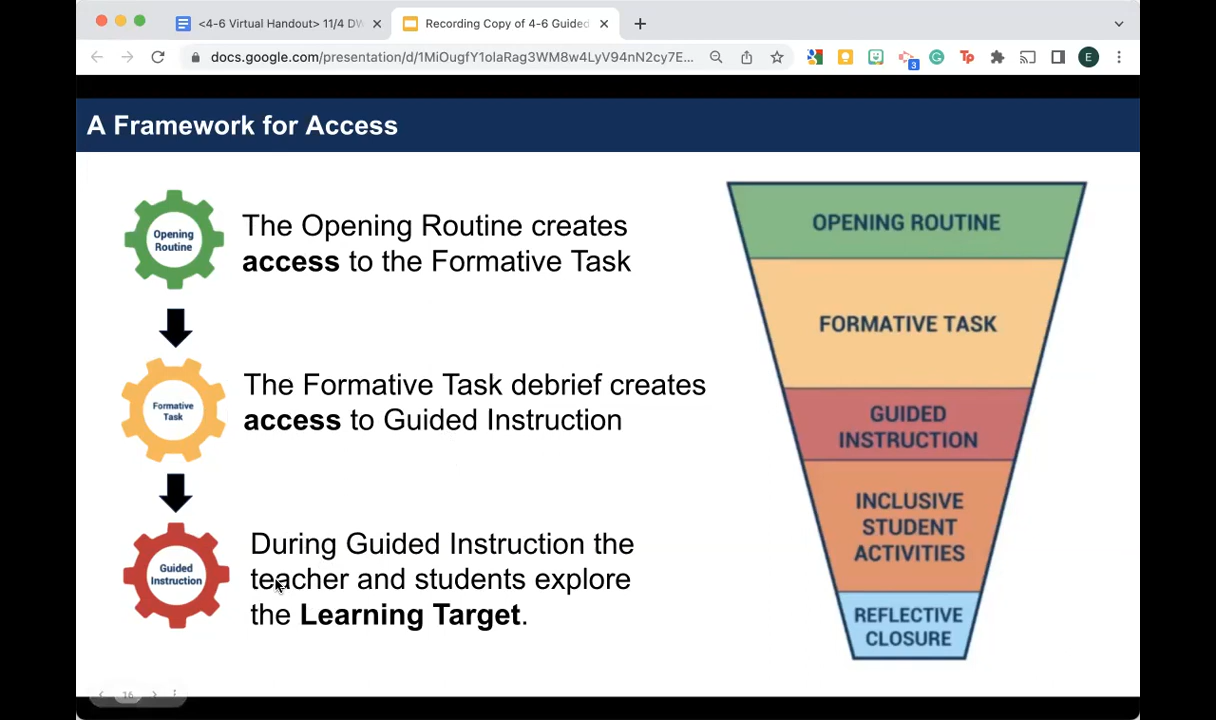 <4-6 Virtual Handout> 11/4 DW
Recording Copy of 4-6 Guided
docs.google.com/presentation/d/1MiOugfY1olaRag3WM8w4LyV94nN2cy7E...
3
Tp
E
A Framework for Access
Opening
Routine
The Opening Routine creates
access to the Formative Task
Formative
Task
The Formative Task debrief creates
access to Guided Instruction
Guided
Instruction
During Guided Instruction the
teacher and students explore
the Learning Target.
OPENING ROUTINE
FORMATIVE TASK
GUIDED
INSTRUCTION
INCLUSIVE
STUDENT
ACTIVITIES
REFLECTIVE
CLOSURE
16